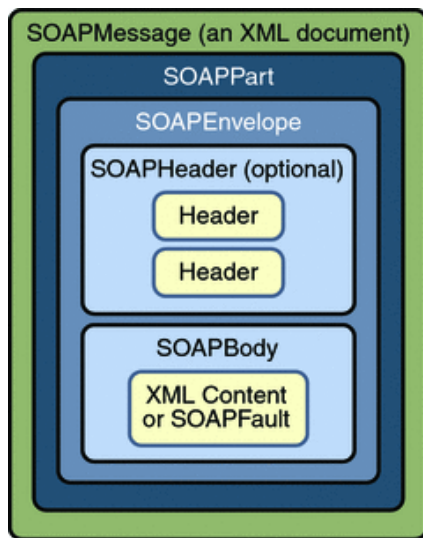 SOAPMessage (an XML document)
SOAPPart
SOAPEnvelope
SOAPHeader (optional)
Header
Header
SOAPBody
XML Content
or SOAPFault